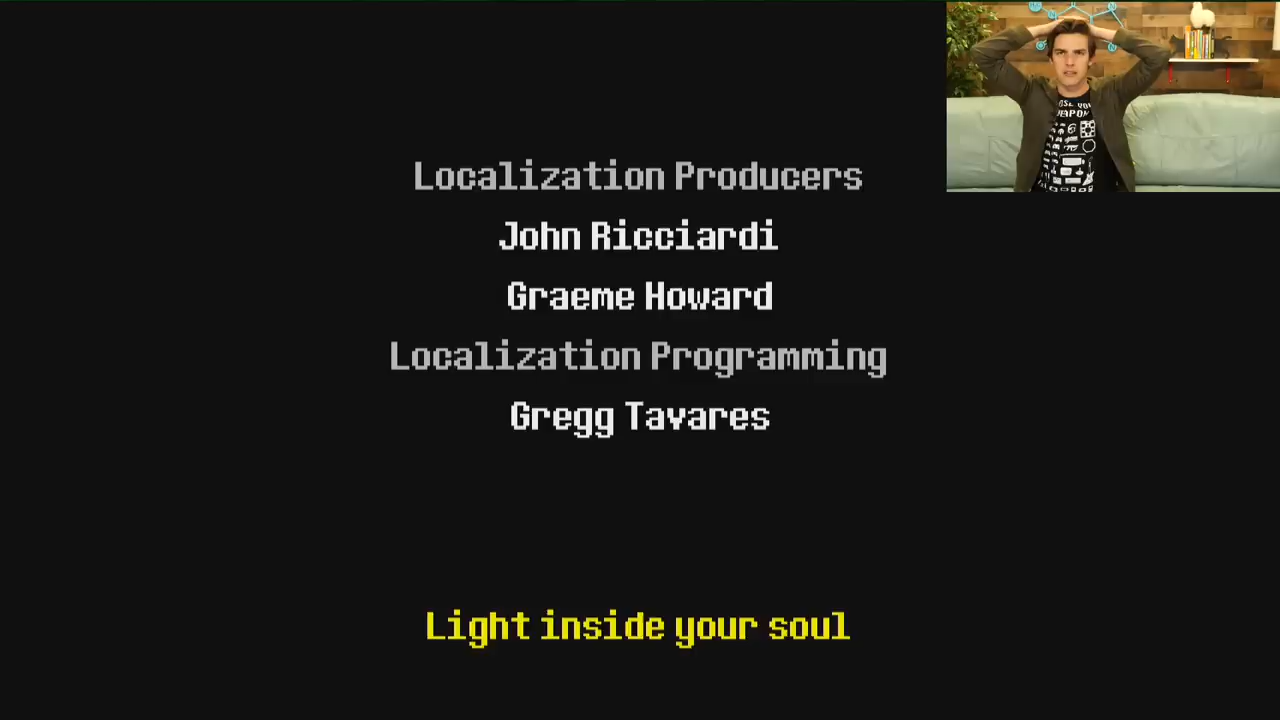 Localization Producers
John Ricciardi
Graeme Howard
Localization Programming
Gregg Tavares
Light inside your soul